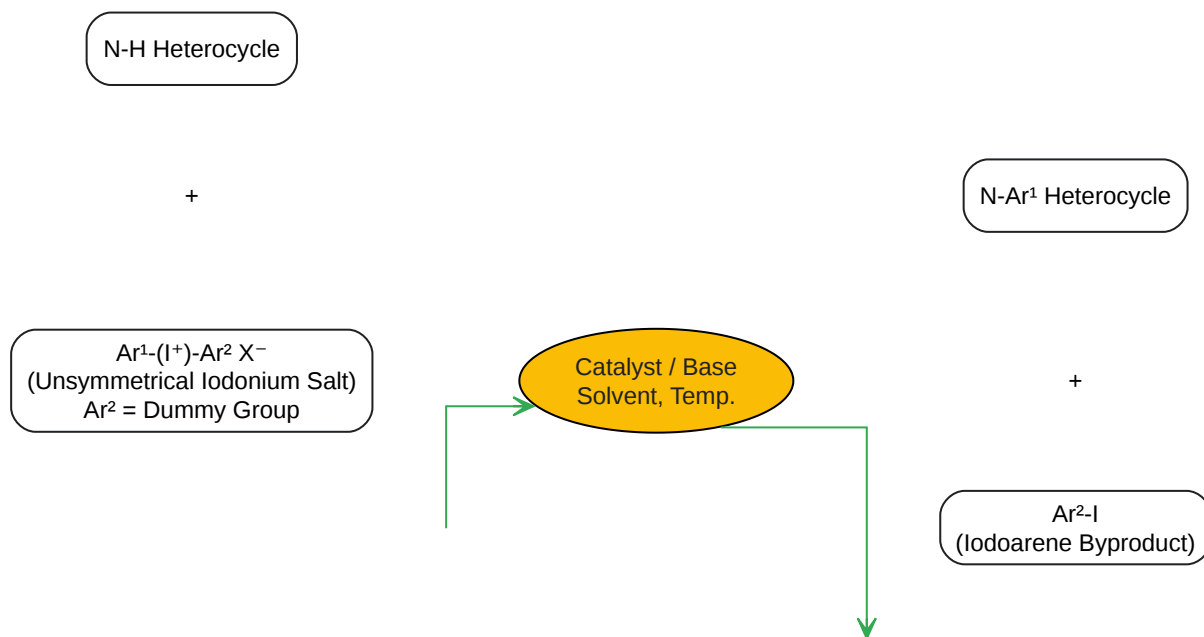 N-H Heterocycle
+
Ar¹-(I⁺)-Ar² X⁻
(Unsymmetrical Iodonium Salt)
Ar² = Dummy Group
Catalyst / Base
Solvent, Temp.
N-Ar¹ Heterocycle
+
Ar²-I
(Iodoarene Byproduct)